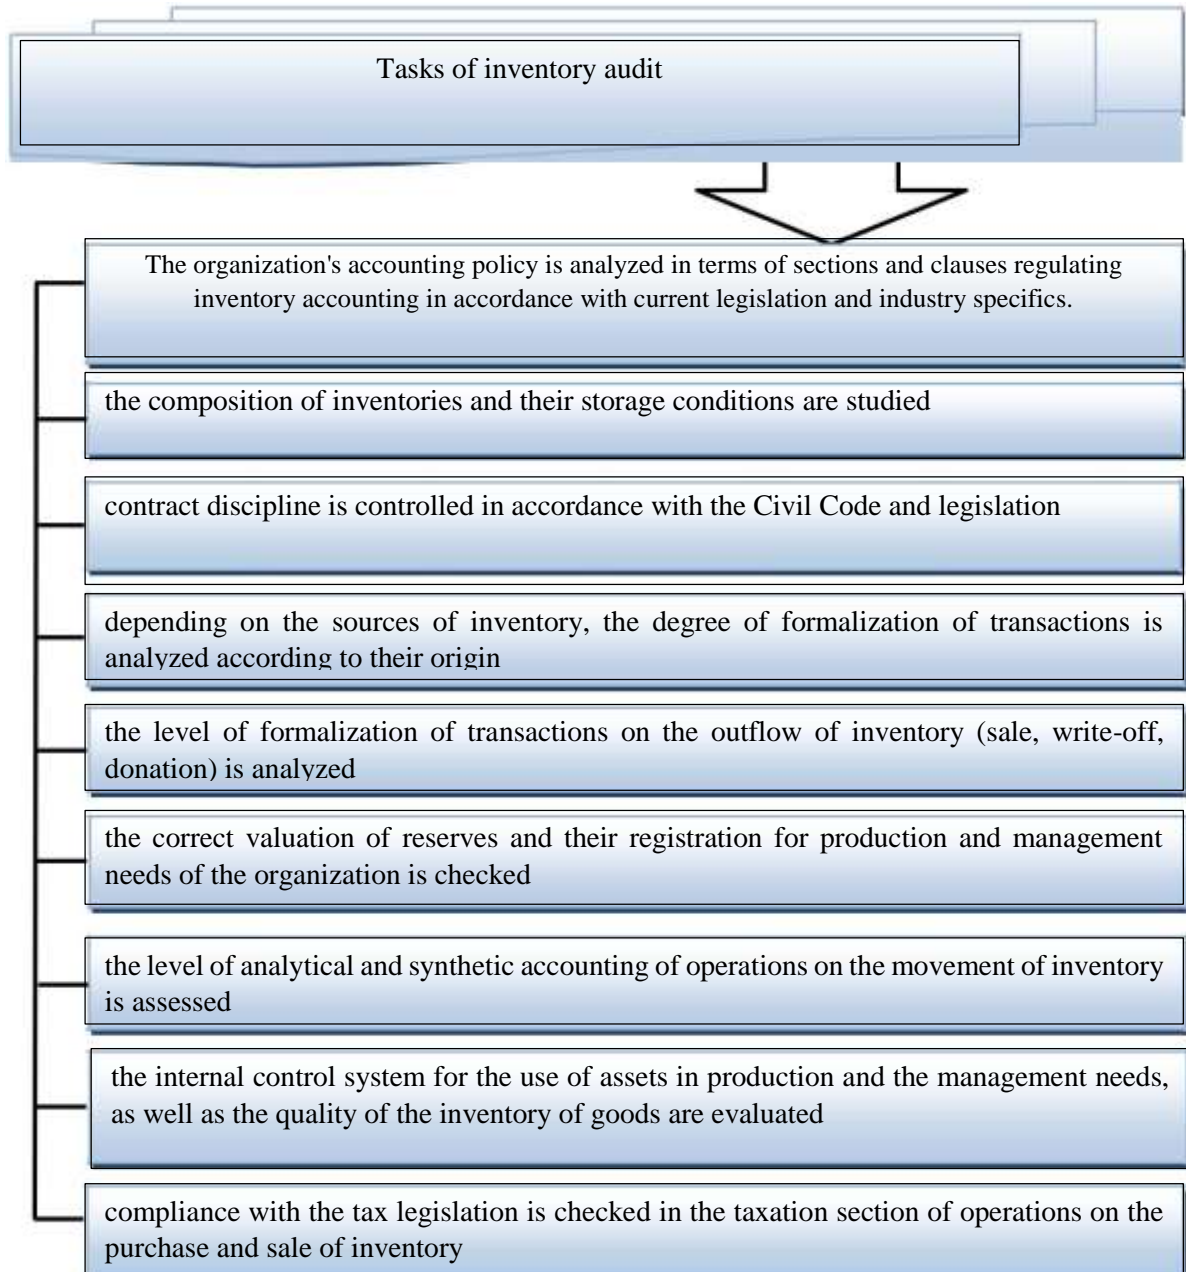 Tasks of inventory audit
The organization's accounting policy is analyzed in terms of sections and clauses regulating
inventory accounting in accordance with current legislation and industry specifics.
the composition of inventories and their storage conditions are studied
contract discipline is controlled in accordance with the Civil Code and legislation
depending on the sources of inventory, the degree of formalization of transactions is
analyzed according to their origin
the level of formalization of transactions on the outflow of inventory (sale, write-off,
donation) is analyzed
the correct valuation of reserves and their registration for production and management
needs of the organization is checked
the level of analytical and synthetic accounting of operations on the movement of inventory
is assessed
the internal control system for the use of assets in production and the management needs,
as well as the quality of the inventory of goods are evaluated
compliance with the tax legislation is checked in the taxation section of operations on the
purchase and sale of inventory